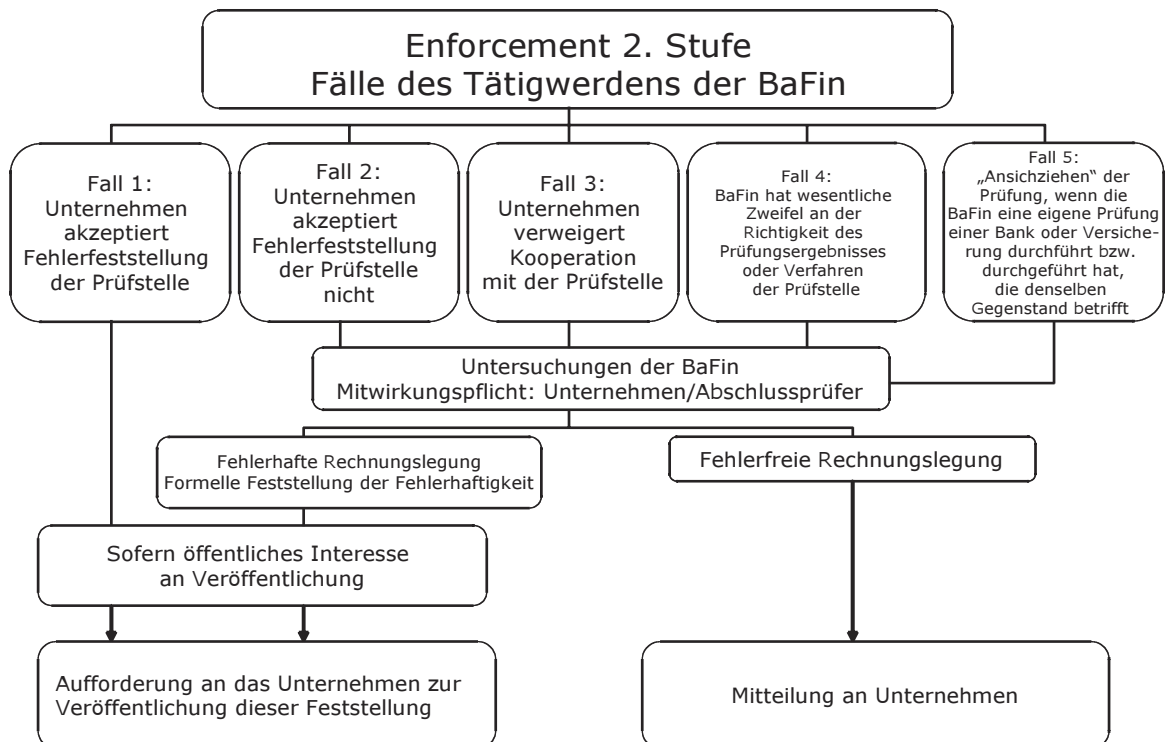 Enforcement 2. Stufe
Fälle des Tätigwerdens der BaFin
Fall 1:
Unternehmen
akzeptiert
Fehlerfeststellung
der Prüfstelle
Fall 2:
Unternehmen
akzeptiert
Fehlerfeststellung
der Prüfstelle
nicht
Fall 3:
Unternehmen
verweigert
Kooperation
mit der Prüfstelle
Fall 4:
BaFin hat wesentliche
Zweifel an der
Richtigkeit des
Prüfungsergebnisses
oder Verfahren
der Prüfstelle
Fall 5:
„Ansichziehen“ der
Prüfung, wenn die
BaFin eine eigene Prüfung
einer Bank oder Versiche-
rung durchführt bzw.
durchgeführt hat,
die denselben
Gegenstand betrifft
Untersuchungen der BaFin
Mitwirkungspflicht: Unternehmen/Abschlussprüfer
Fehlerhafte Rechnungslegung
Formelle Feststellung der Fehlerhaftigkeit
Fehlerfreie Rechnungslegung
Sofern öffentliches Interesse
an Veröffentlichung
Aufforderung an das Unternehmen zur
Veröffentlichung dieser Feststellung
Mitteilung an Unternehmen